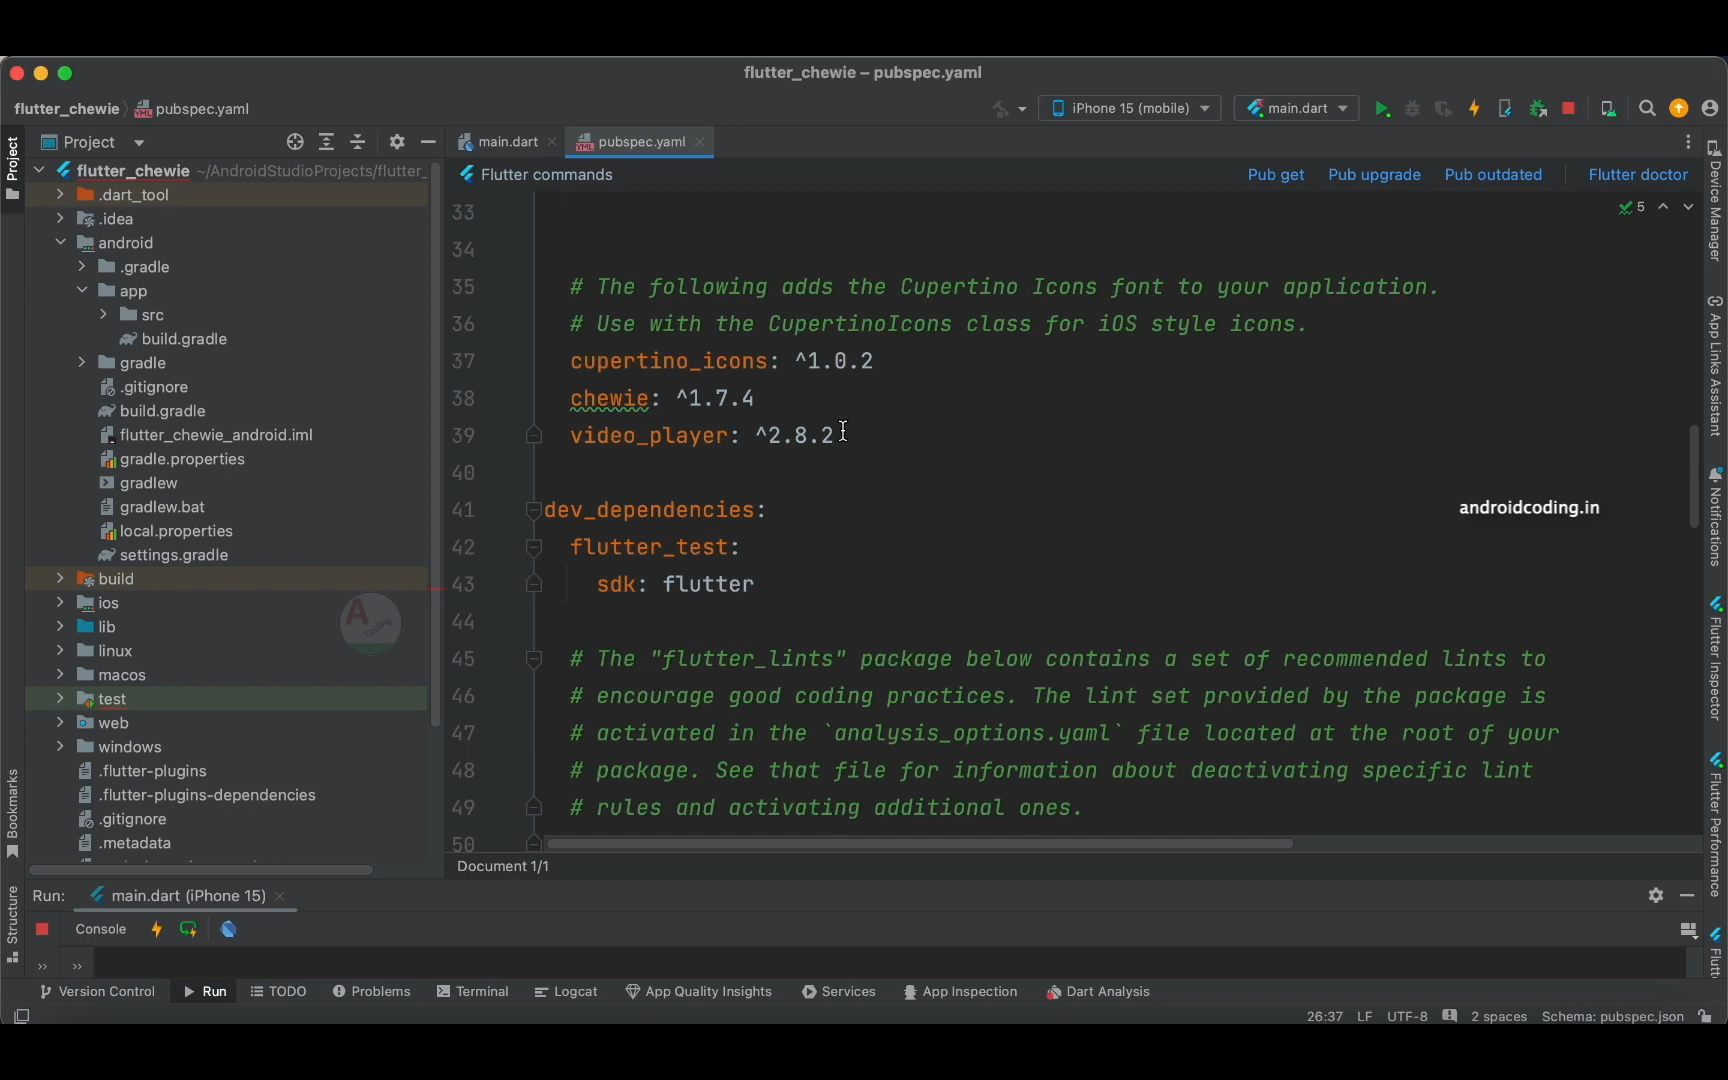 flutter_chewie – pubspec.yaml
flutter_chewie
pubspec.yaml
iPhone 15 (mobile)
main.dart
Project
main.dart
pubspec.yaml
Flutter commands
Pub get
Pub upgrade
Pub outdated
Flutter doctor
5
flutter_chewie ~/AndroidStudioProjects/flutter_
.dart_tool
.idea
android
.gradle
app
src
build.gradle
gradle
.gitignore
build.gradle
flutter_chewie_android.iml
gradle.properties
gradlew
gradlew.bat
local.properties
settings.gradle
build
ios
lib
linux
macos
test
web
windows
.flutter-plugins
.flutter-plugins-dependencies
.gitignore
.metadata
33
34
35 # The following adds the Cupertino Icons font to your application.
36 # Use with the CupertinoIcons class for iOS style icons.
37 cupertino_icons: ^1.0.2
38 chewie: ^1.7.4
39 video_player: ^2.8.2
40
41 dev_dependencies:
42 flutter_test:
43 sdk: flutter
44
45 # The "flutter_lints" package below contains a set of recommended lints to
46 # encourage good coding practices. The lint set provided by the package is
47 # activated in the `analysis_options.yaml` file located at the root of your
48 # package. See that file for information about deactivating specific lint
49 # rules and activating additional ones.
50
androidcoding.in
A
Coding
Document 1/1
Project
Bookmarks
Structure
Device Manager
App Links Assistant
Notifications
Flutter Inspector
Flutter Performance
Flutt
Run:
main.dart (iPhone 15)
Console
Version Control
Run
TODO
Problems
Terminal
Logcat
App Quality Insights
Services
App Inspection
Dart Analysis
26:37
LF
UTF-8
2 spaces
Schema: pubspec.json